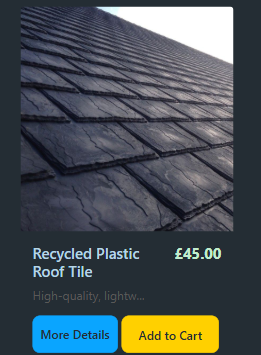 Recycled Plastic £45.00
Roof Tile
High-quality, lightw...
More Details Add to Cart